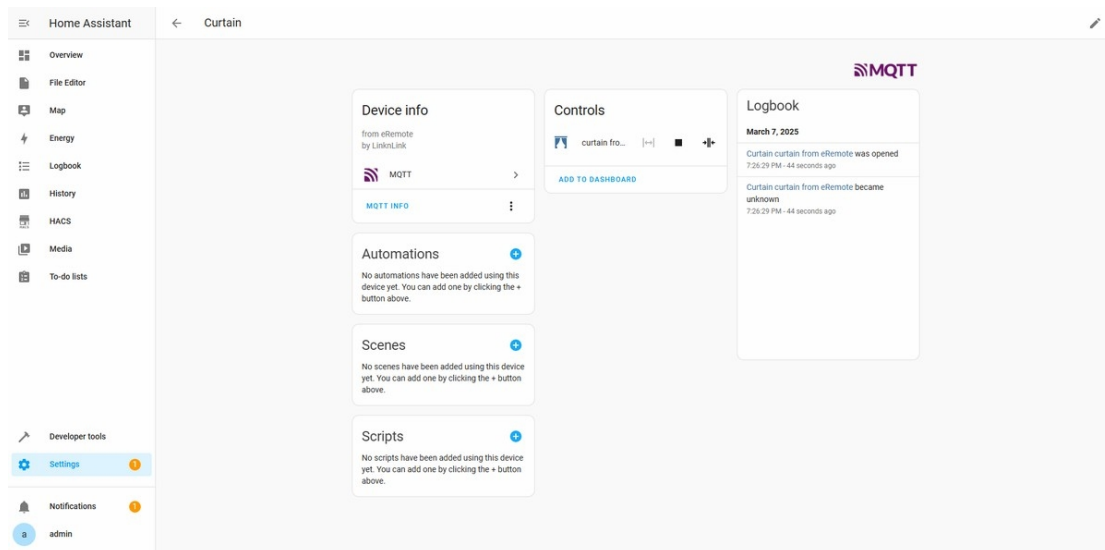 Home Assistant
Curtain
Overview
File Editor
Map
Energy
Logbook
History
HACS
Media
To-do lists
Developer tools
Settings
1
Notifications
1
a
admin
MQTT
Device info
from eRemote
by LinknLink
MQTT
MQTT INFO
Automations
No automations have been added using this
device yet. You can add one by clicking the +
button above.
Scenes
No scenes have been added using this device
yet. You can add one by clicking the + button
above.
Scripts
No scripts have been added using this device
yet. You can add one by clicking the + button
above.
Controls
curtain fro...
ADD TO DASHBOARD
Logbook
March 7, 2025
Curtain curtain from eRemote was opened
7:26:29 PM - 44 seconds ago
Curtain curtain from eRemote became
unknown
7:26:29 PM - 44 seconds ago